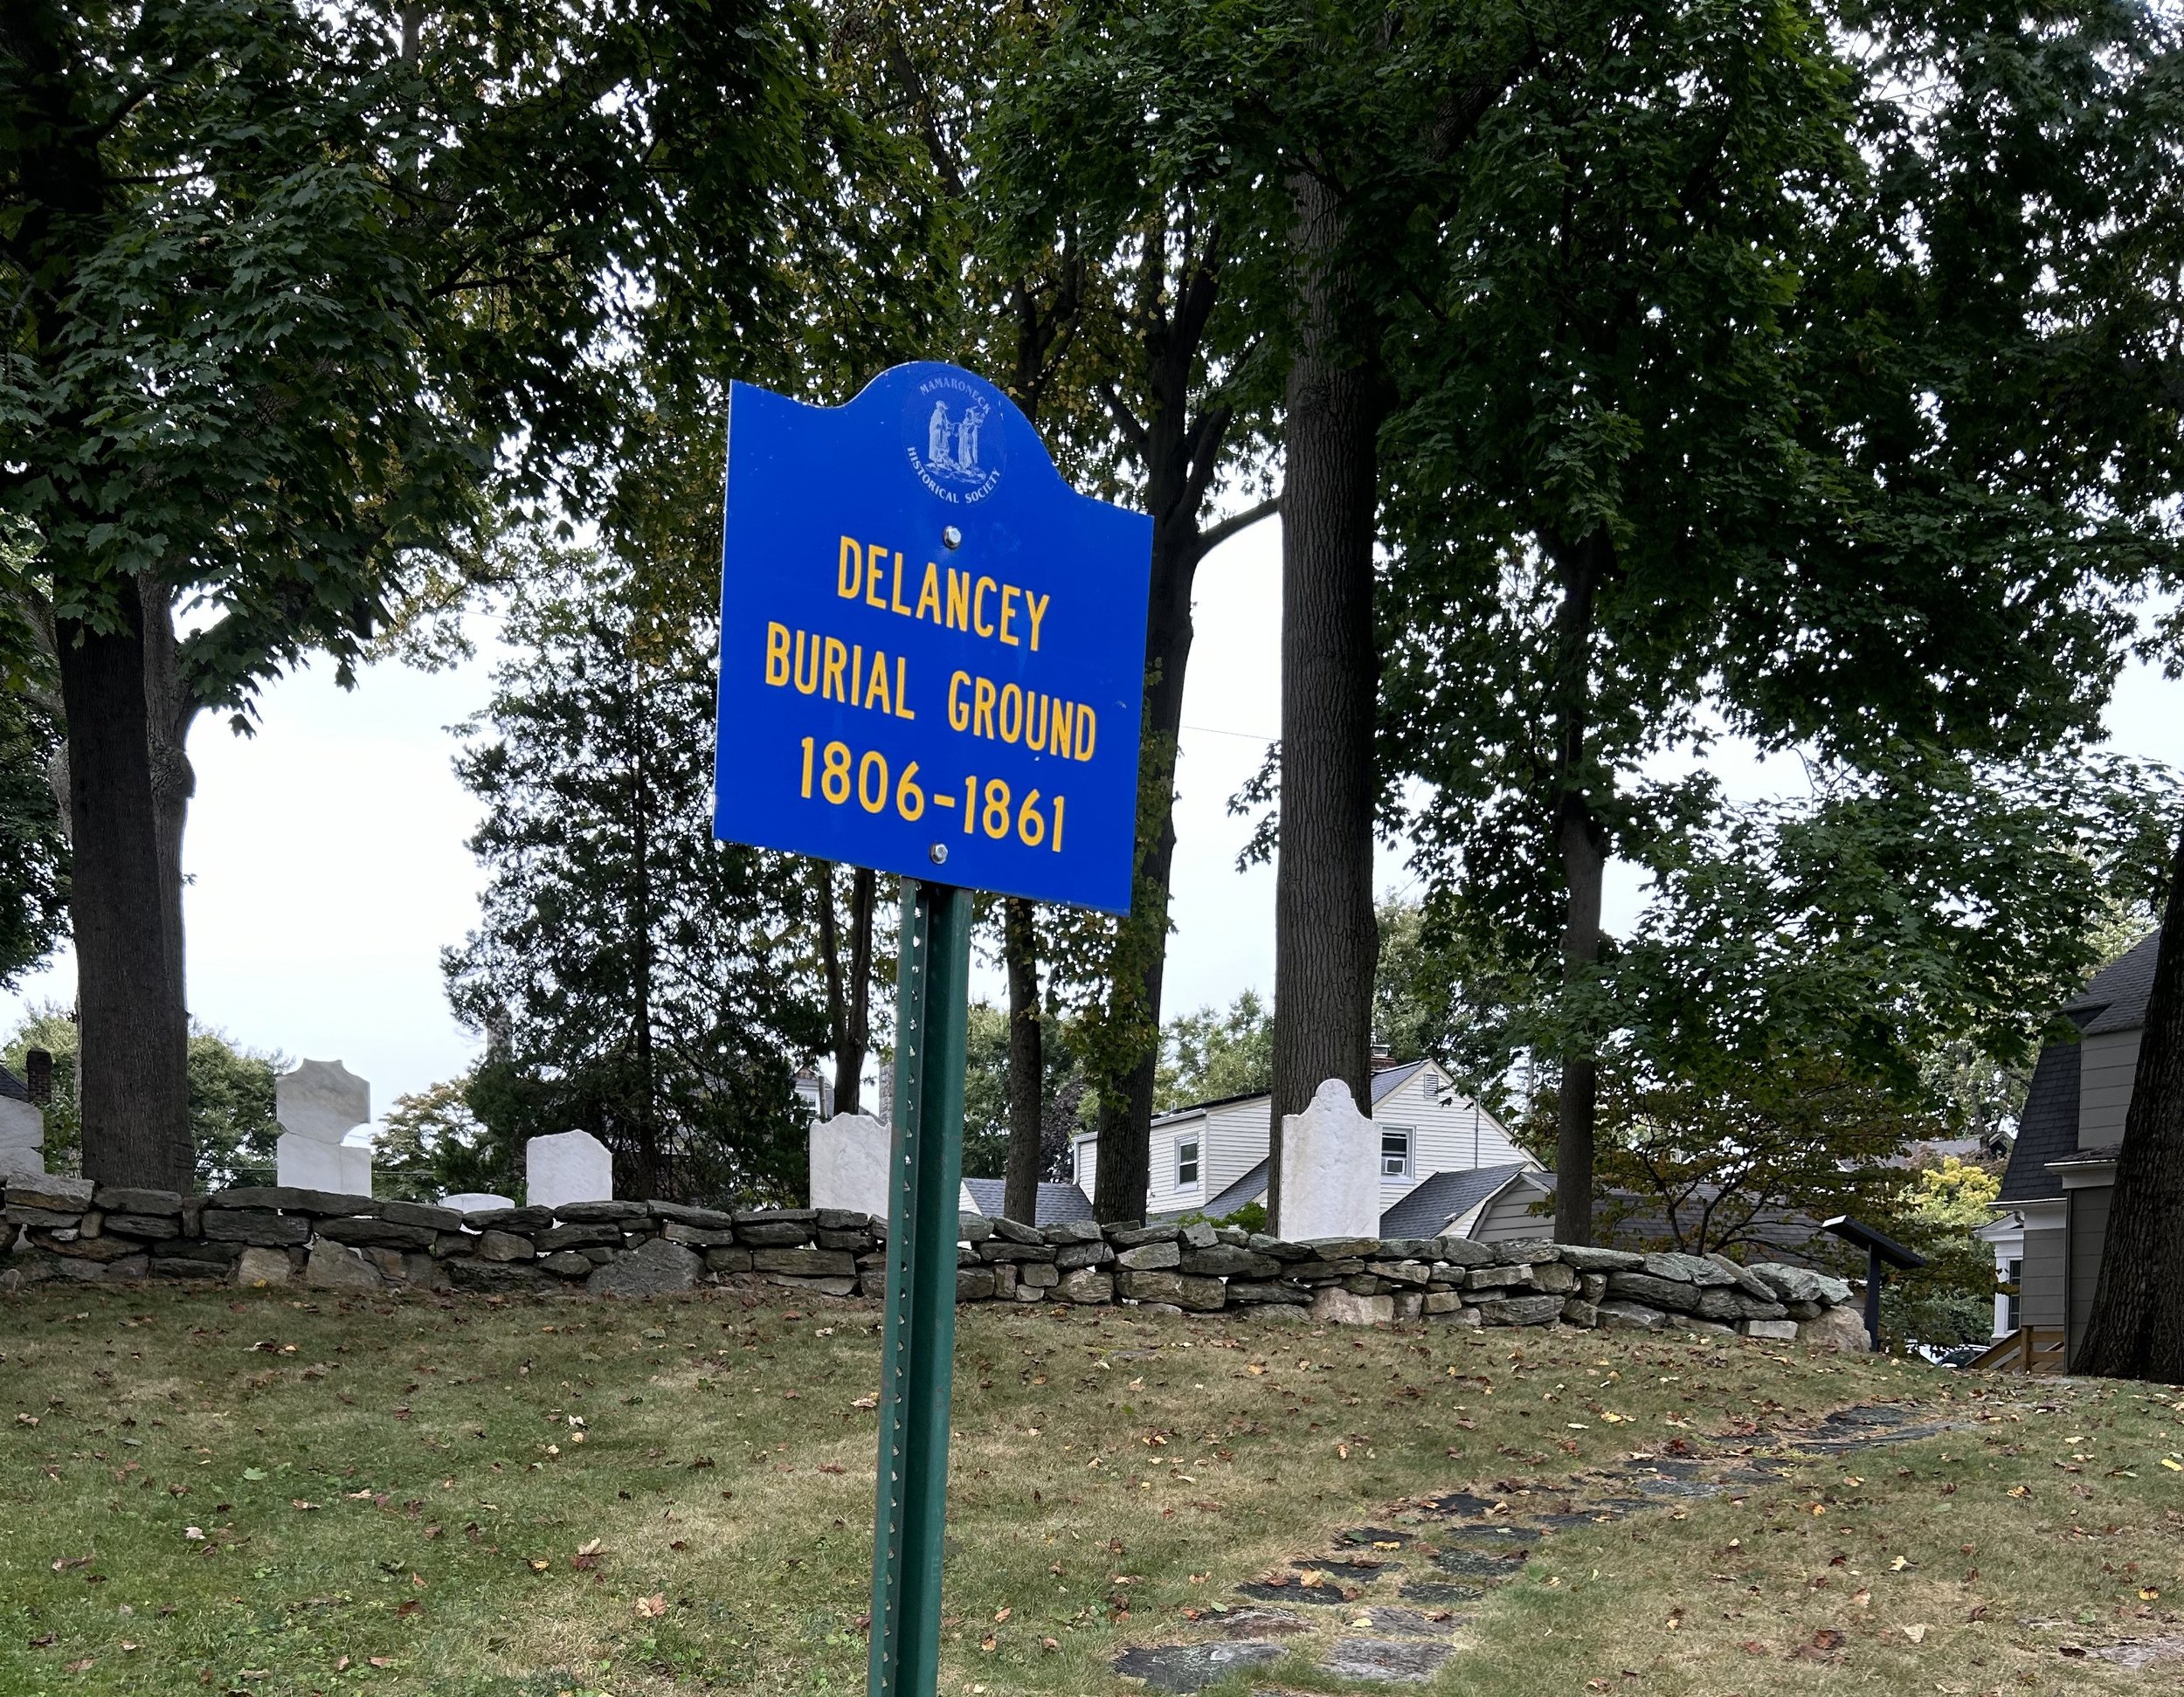 MAMARONECK
HISTORICAL SOCIETY
DELANCEY
BURIAL GROUND
1806-1861